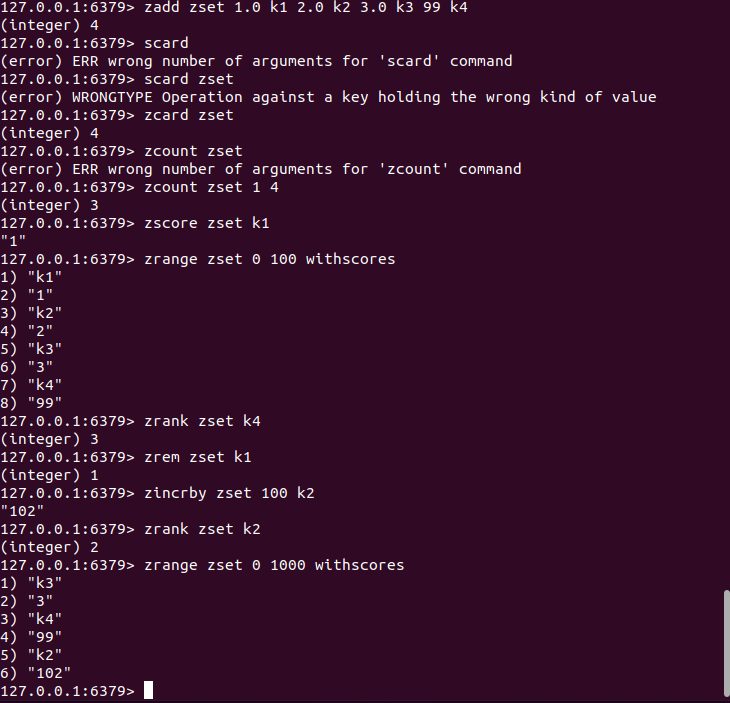 127.0.0.1:6379> zadd zset 1.0 k1 2.0 k2 3.0 k3 99 k4
(integer) 4
127.0.0.1:6379> scard
(error) ERR wrong number of arguments for 'scard' command
127.0.0.1:6379> scard zset
(error) WRONGTYPE Operation against a key holding the wrong kind of value
127.0.0.1:6379> zcard zset
(integer) 4
127.0.0.1:6379> zcount zset
(error) ERR wrong number of arguments for 'zcount' command
127.0.0.1:6379> zcount zset 1 4
(integer) 3
127.0.0.1:6379> zscore zset k1
"1"
127.0.0.1:6379> zrange zset 0 100 withscores
1) "k1"
2) "1"
3) "k2"
4) "2"
5) "k3"
6) "3"
7) "k4"
8) "99"
127.0.0.1:6379> zrank zset k4
(integer) 3
127.0.0.1:6379> zrem zset k1
(integer) 1
127.0.0.1:6379> zincrby zset 100 k2
"102"
127.0.0.1:6379> zrank zset k2
(integer) 2
127.0.0.1:6379> zrange zset 0 1000 withscores
1) "k3"
2) "3"
3) "k4"
4) "99"
5) "k2"
6) "102"
127.0.0.1:6379>